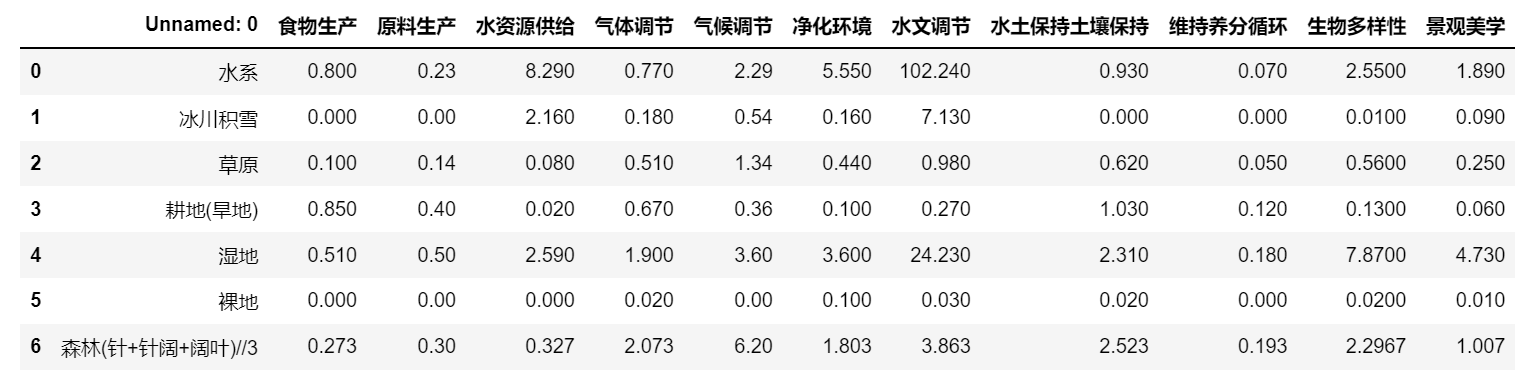 Unnamed: 0 食物生产 原料生产 水资源供给 气体调节 气候调节 净化环境 水文调节 水土保持土壤保持 维持养分循环 生物多样性 景观美学
0 水系 0.800 0.23 8.290 0.770 2.29 5.550 102.240 0.930 0.070 2.5500 1.890
1 冰川积雪 0.000 0.00 2.160 0.180 0.54 0.160 7.130 0.000 0.000 0.0100 0.090
2 草原 0.100 0.14 0.080 0.510 1.34 0.440 0.980 0.620 0.050 0.5600 0.250
3 耕地(旱地) 0.850 0.40 0.020 0.670 0.36 0.100 0.270 1.030 0.120 0.1300 0.060
4 湿地 0.510 0.50 2.590 1.900 3.60 3.600 24.230 2.310 0.180 7.8700 4.730
5 裸地 0.000 0.00 0.000 0.020 0.00 0.100 0.030 0.020 0.000 0.0200 0.010
6 森林(针+针阔+阔叶)//3 0.273 0.30 0.327 2.073 6.20 1.803 3.863 2.523 0.193 2.2967 1.007